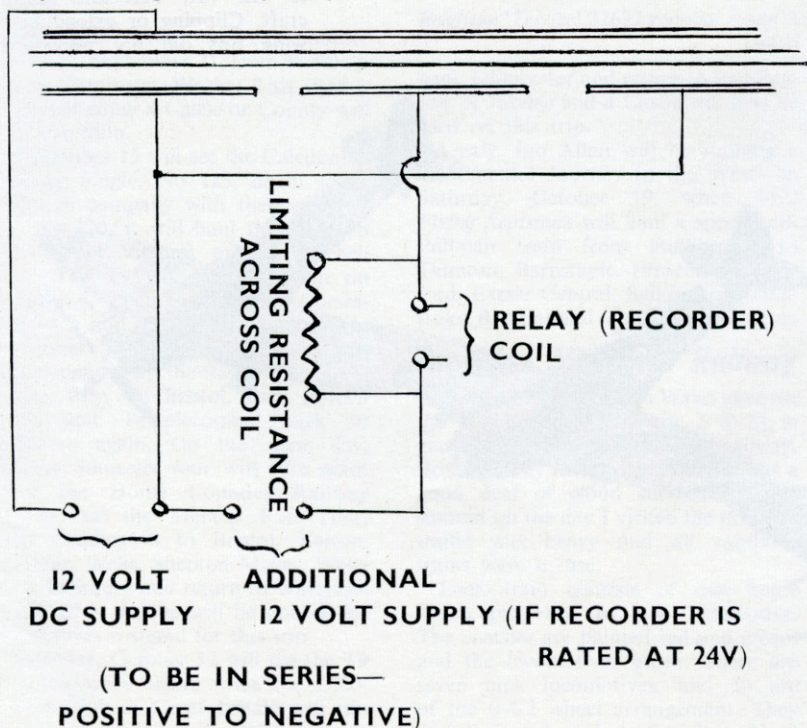 LIMITING RESISTANCE
ACROSS COIL
RELAY (RECORDER)
COIL
12 VOLT
DC SUPPLY
(TO BE IN SERIES—
POSITIVE TO NEGATIVE)
ADDITIONAL
12 VOLT SUPPLY (IF RECORDER IS
RATED AT 24V)